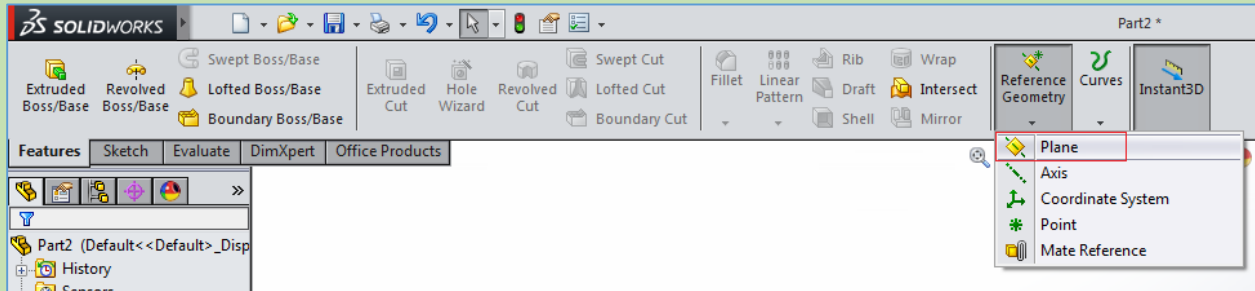 SOLIDWORKS
Part2 *
Extruded Boss/Base
Revolved Boss/Base
Swept Boss/Base
Lofted Boss/Base
Boundary Boss/Base
Extruded Cut
Hole Wizard
Revolved Cut
Swept Cut
Lofted Cut
Boundary Cut
Fillet
Linear Pattern
Rib
Draft
Shell
Wrap
Intersect
Mirror
Reference Geometry
Curves
Instant3D
Features
Sketch
Evaluate
DimXpert
Office Products
Plane
Axis
Coordinate System
Point
Mate Reference
Part2 (Default<<Default>_Disp
History
Sensors